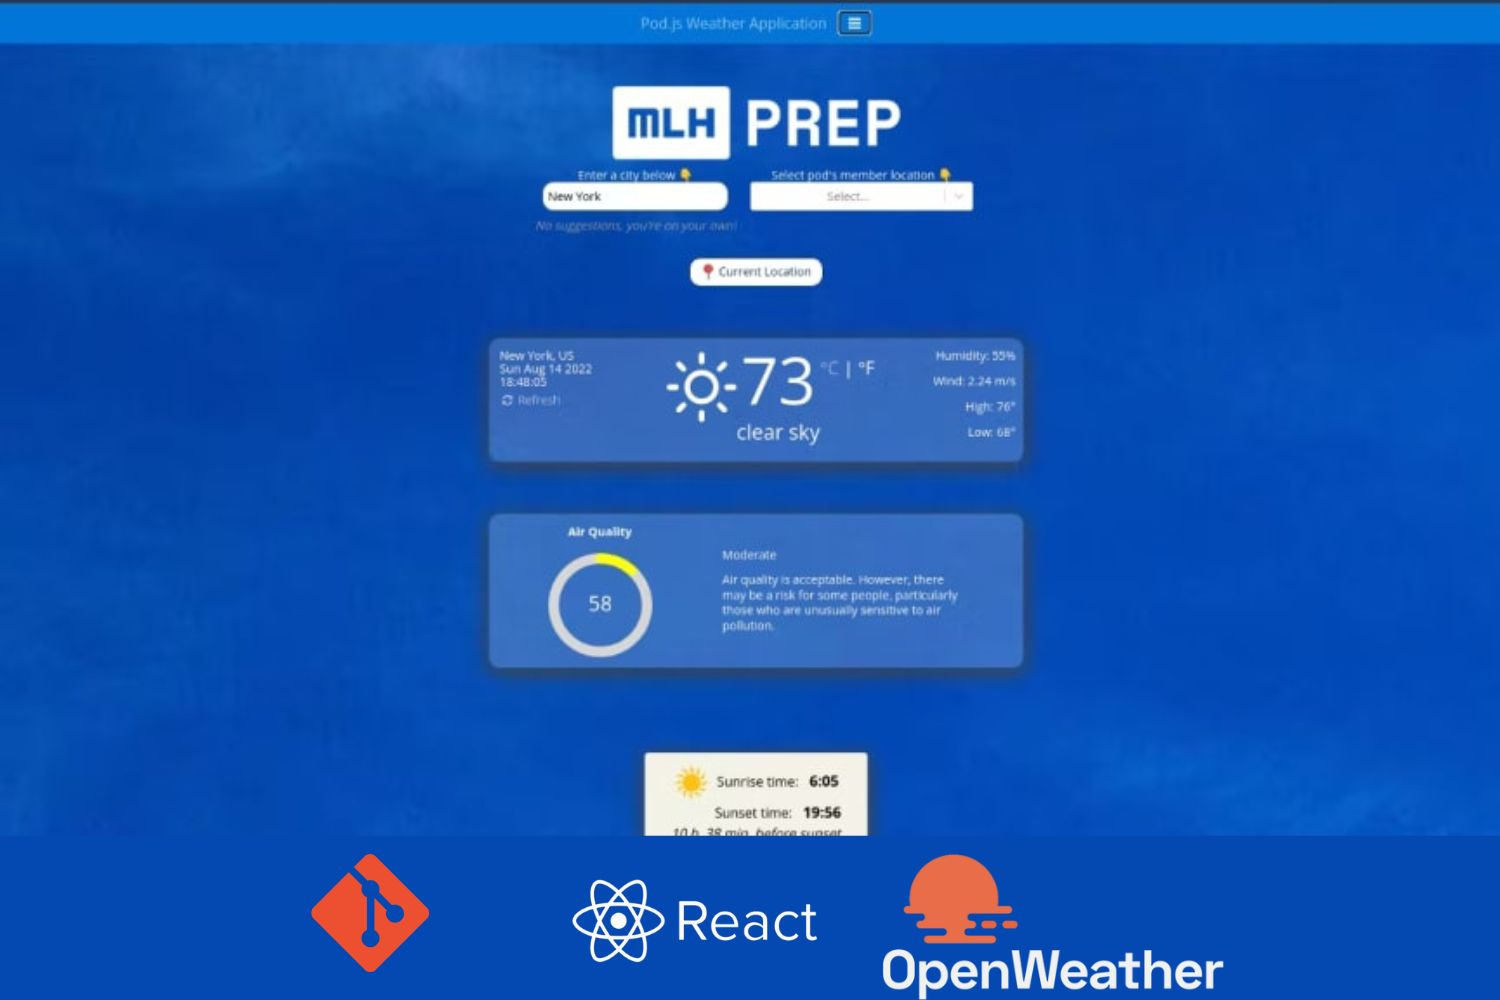 Pod.js Weather Application
MLH PREP
Enter a city below
Select pod's member location
New York
Select...
No suggestions, you're on your own!
Current Location
New York, US
Sun Aug 14 2022
18:48:05
Refresh
73 °C | °F
clear sky
Humidity: 55%
Wind: 2.24 m/s
High: 76°
Low: 68°
Air Quality
58
Moderate
Air quality is acceptable. However, there
may be a risk for some people, particularly
those who are unusually sensitive to air
pollution.
Sunrise time: 6:05
Sunset time: 19:56
10 h, 38 min, before sunset
React
OpenWeather